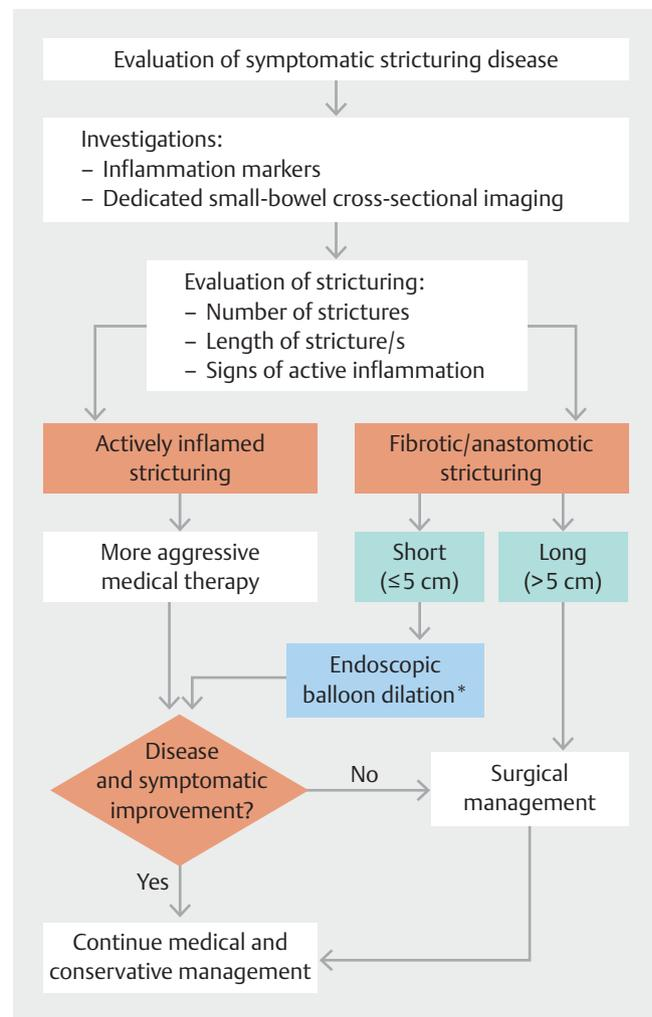 Evaluation of symptomatic stricturing disease
Investigations:
– Inflammation markers
– Dedicated small-bowel cross-sectional imaging
Evaluation of stricturing:
– Number of strictures
– Length of stricture/s
– Signs of active inflammation
Actively inflamed
stricturing
Fibrotic/anastomotic
stricturing
More aggressive
medical therapy
Short
(≤5 cm)
Long
(>5 cm)
Endoscopic
balloon dilation*
Disease
and symptomatic
improvement?
No
Surgical
management
Yes
Continue medical and
conservative management